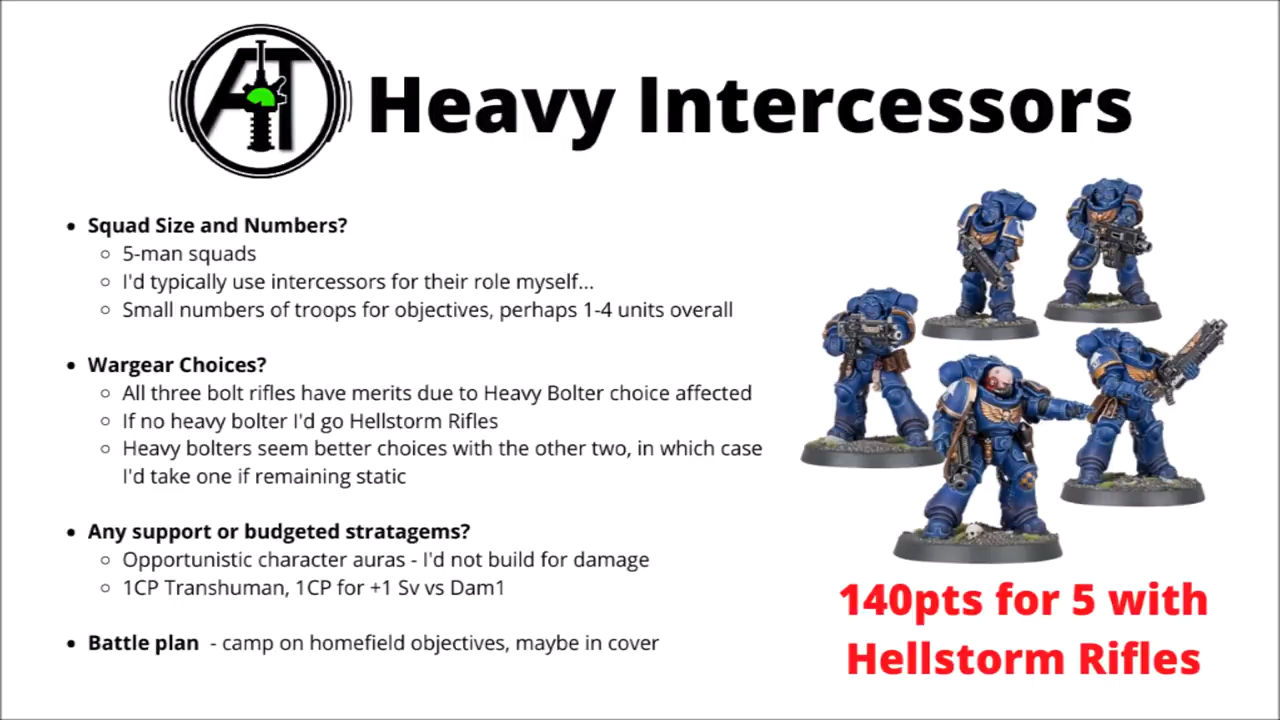 AT
Heavy Intercessors
• Squad Size and Numbers?
○ 5-man squads
○ I'd typically use intercessors for their role myself...
○ Small numbers of troops for objectives, perhaps 1-4 units overall
• Wargear Choices?
○ All three bolt rifles have merits due to Heavy Bolter choice affected
○ If no heavy bolter I'd go Hellstorm Rifles
○ Heavy bolters seem better choices with the other two, in which case
I'd take one if remaining static
• Any support or budgeted stratagems?
○ Opportunistic character auras - I'd not build for damage
○ 1CP Transhuman, 1CP for +1 Sv vs Dam1
• Battle plan - camp on homefield objectives, maybe in cover
140pts for 5 with
Hellstorm Rifles